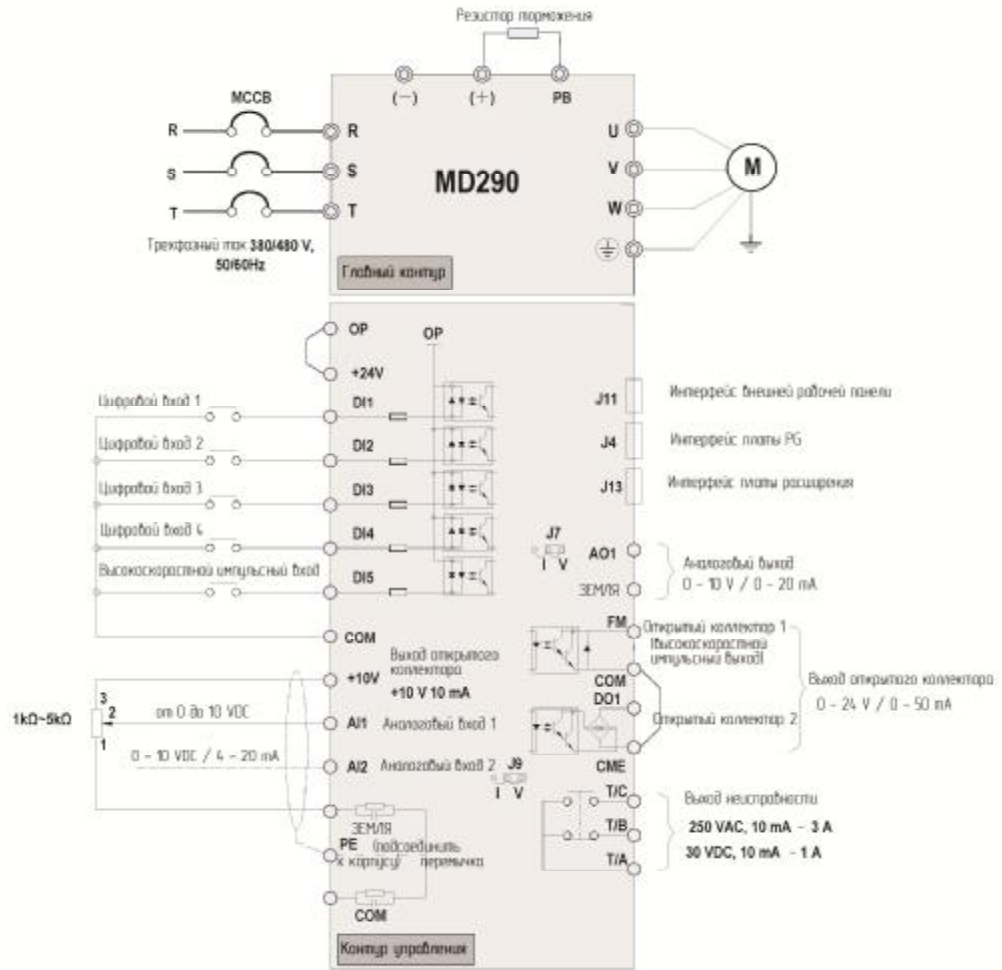 Резистор торможения
(−) (+) PB
MCCB
R R U
S S V
T T W
MD290
M
Трехфазный ток 380/480 V,
50/60Hz
Главный контур
OP OP
+24V
Цифровой вход 1 DI1
Цифровой вход 2 DI2
Цифровой вход 3 DI3
Цифровой вход 4 DI4
Высокоскоростной импульсный вход DI5
COM
J11 Интерфейс внешней рабочей панели
J4 Интерфейс платы PG
J13 Интерфейс платы расширения
J7
I V
AO1
ЗЕМЛЯ
Аналоговый выход
0 – 10 V / 0 – 20 mA
FM
Открытый коллектор 1
(Высокоскоростной
импульсный выход)
COM
DO1
Открытый коллектор 2
CME
Выход открытого коллектора
0 – 24 V / 0 – 50 mA
Выход открытого
коллектора
+10V
+10 V 10 mA
3
2
1
1kΩ~5kΩ
от 0 до 10 VDC
AI1 Аналоговый вход 1
0 – 10 VDC / 4 – 20 mA
AI2 Аналоговый вход 2
J9
I V
ЗЕМЛЯ
PE (подсоединить
к корпусу) перемычка
COM
T/C
T/B
T/A
Выход неисправности
250 VAC, 10 mA – 3 A
30 VDC, 10 mA – 1 A
Контур управления